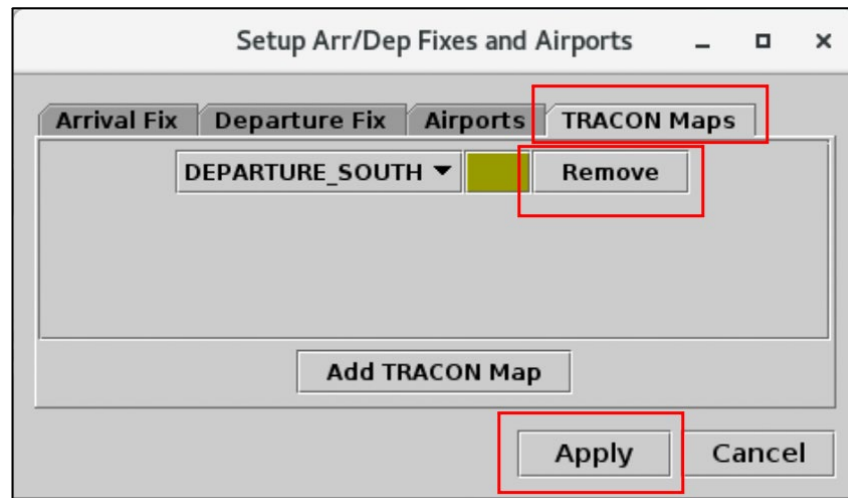 Setup Arr/Dep Fixes and Airports
Arrival Fix Departure Fix Airports TRACON Maps
DEPARTURE_SOUTH Remove
Add TRACON Map
Apply Cancel